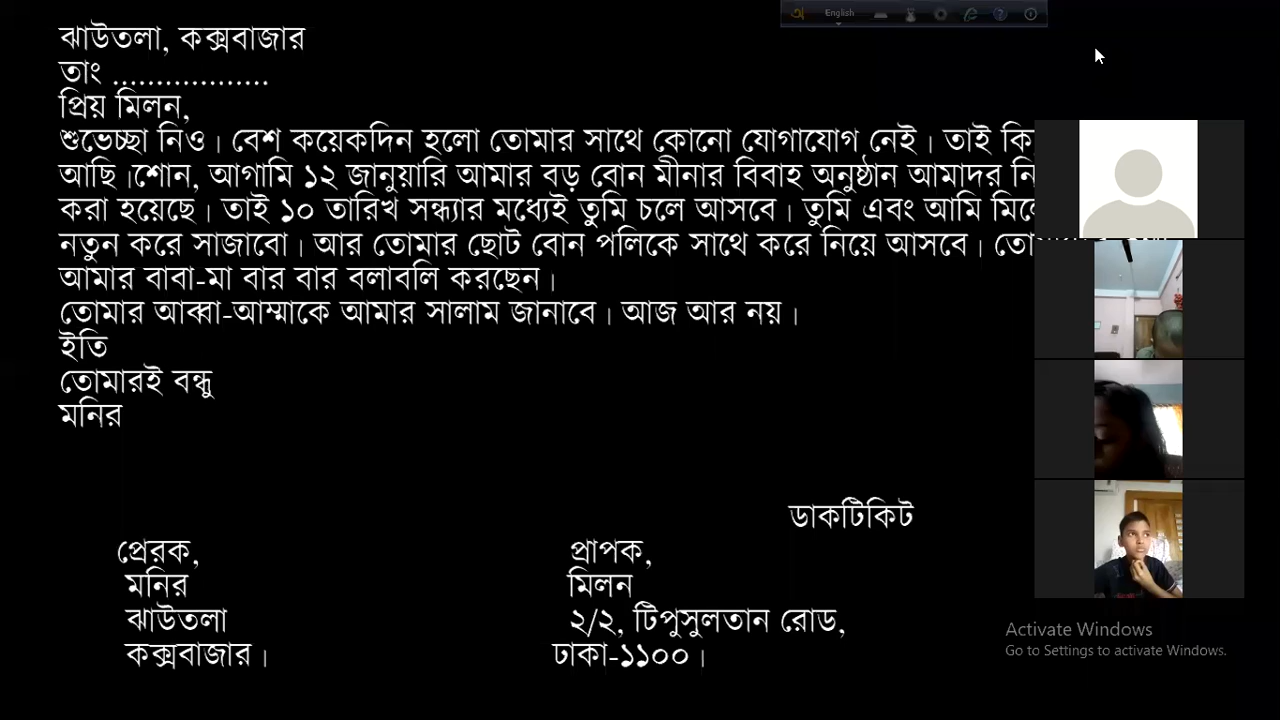 English
ঝাউতলা, কক্সবাজার
তাং ..................
প্রিয় মিলন,
শুভেচ্ছা নিও। বেশ কয়েকদিন হলো তোমার সাথে কোনো যোগাযোগ নেই। তাই
আছি।শোন, আগামি ১২ জানুয়ারি আমার বড় বোন মীনার বিবাহ অনুষ্ঠান আমাদর
করা হয়েছে। তাই ১০ তারিখ সন্ধ্যার মধ্যেই তুমি চলে আসবে। তুমি এবং আমি
নতুন করে সাজাবো। আর তোমার ছোট বোন পলিকে সাথে করে নিয়ে আসবে।
আমার বাবা-মা বার বার বলাবলি করছেন।
তোমার আব্বা-আম্মাকে আমার সালাম জানাবে। আজ আর নয়।
ইতি
তোমারই বন্ধু
মনির
ডাকটিকিট
প্রেরক,
মনির
ঝাউতলা
কক্সবাজার।
প্রাপক,
মিলন
২/২, টিপুসুলতান রোড,
ঢাকা-১১০০।
Activate Windows
Go to Settings to activate Windows.